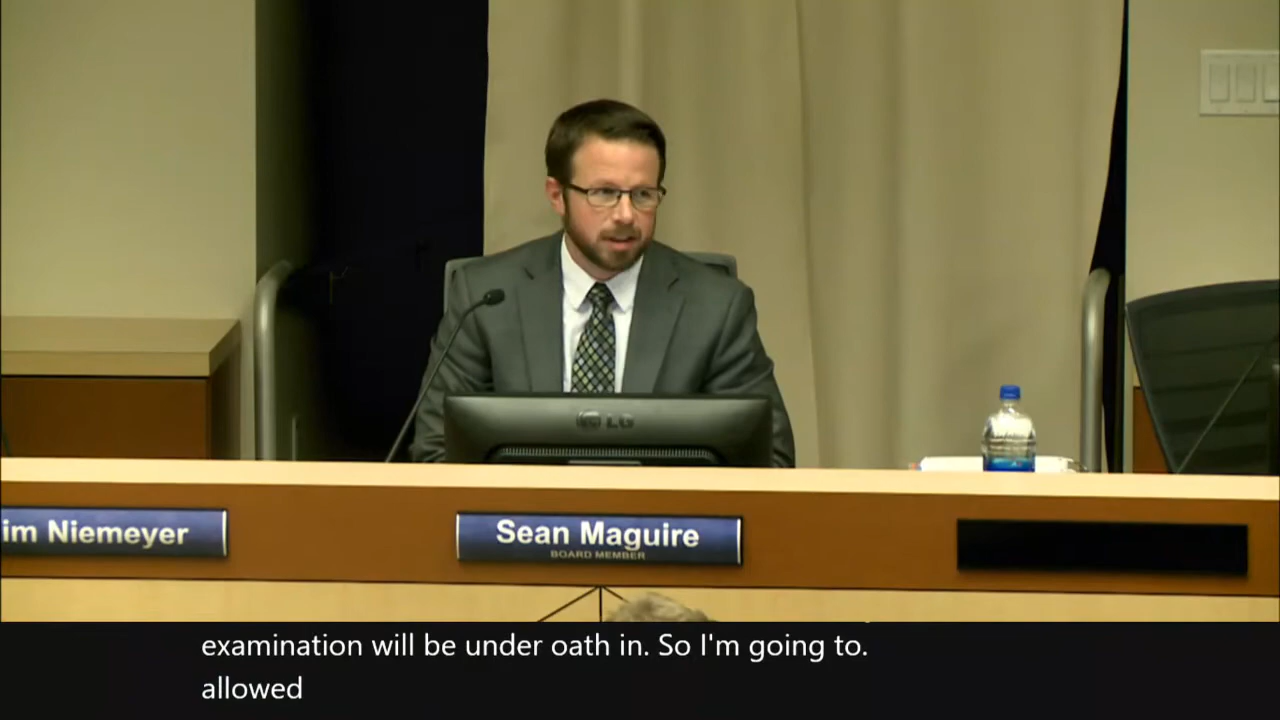 LG
im Niemeyer
Sean Maguire
BOARD MEMBER
examination will be under oath in. So I'm going to.
allowed